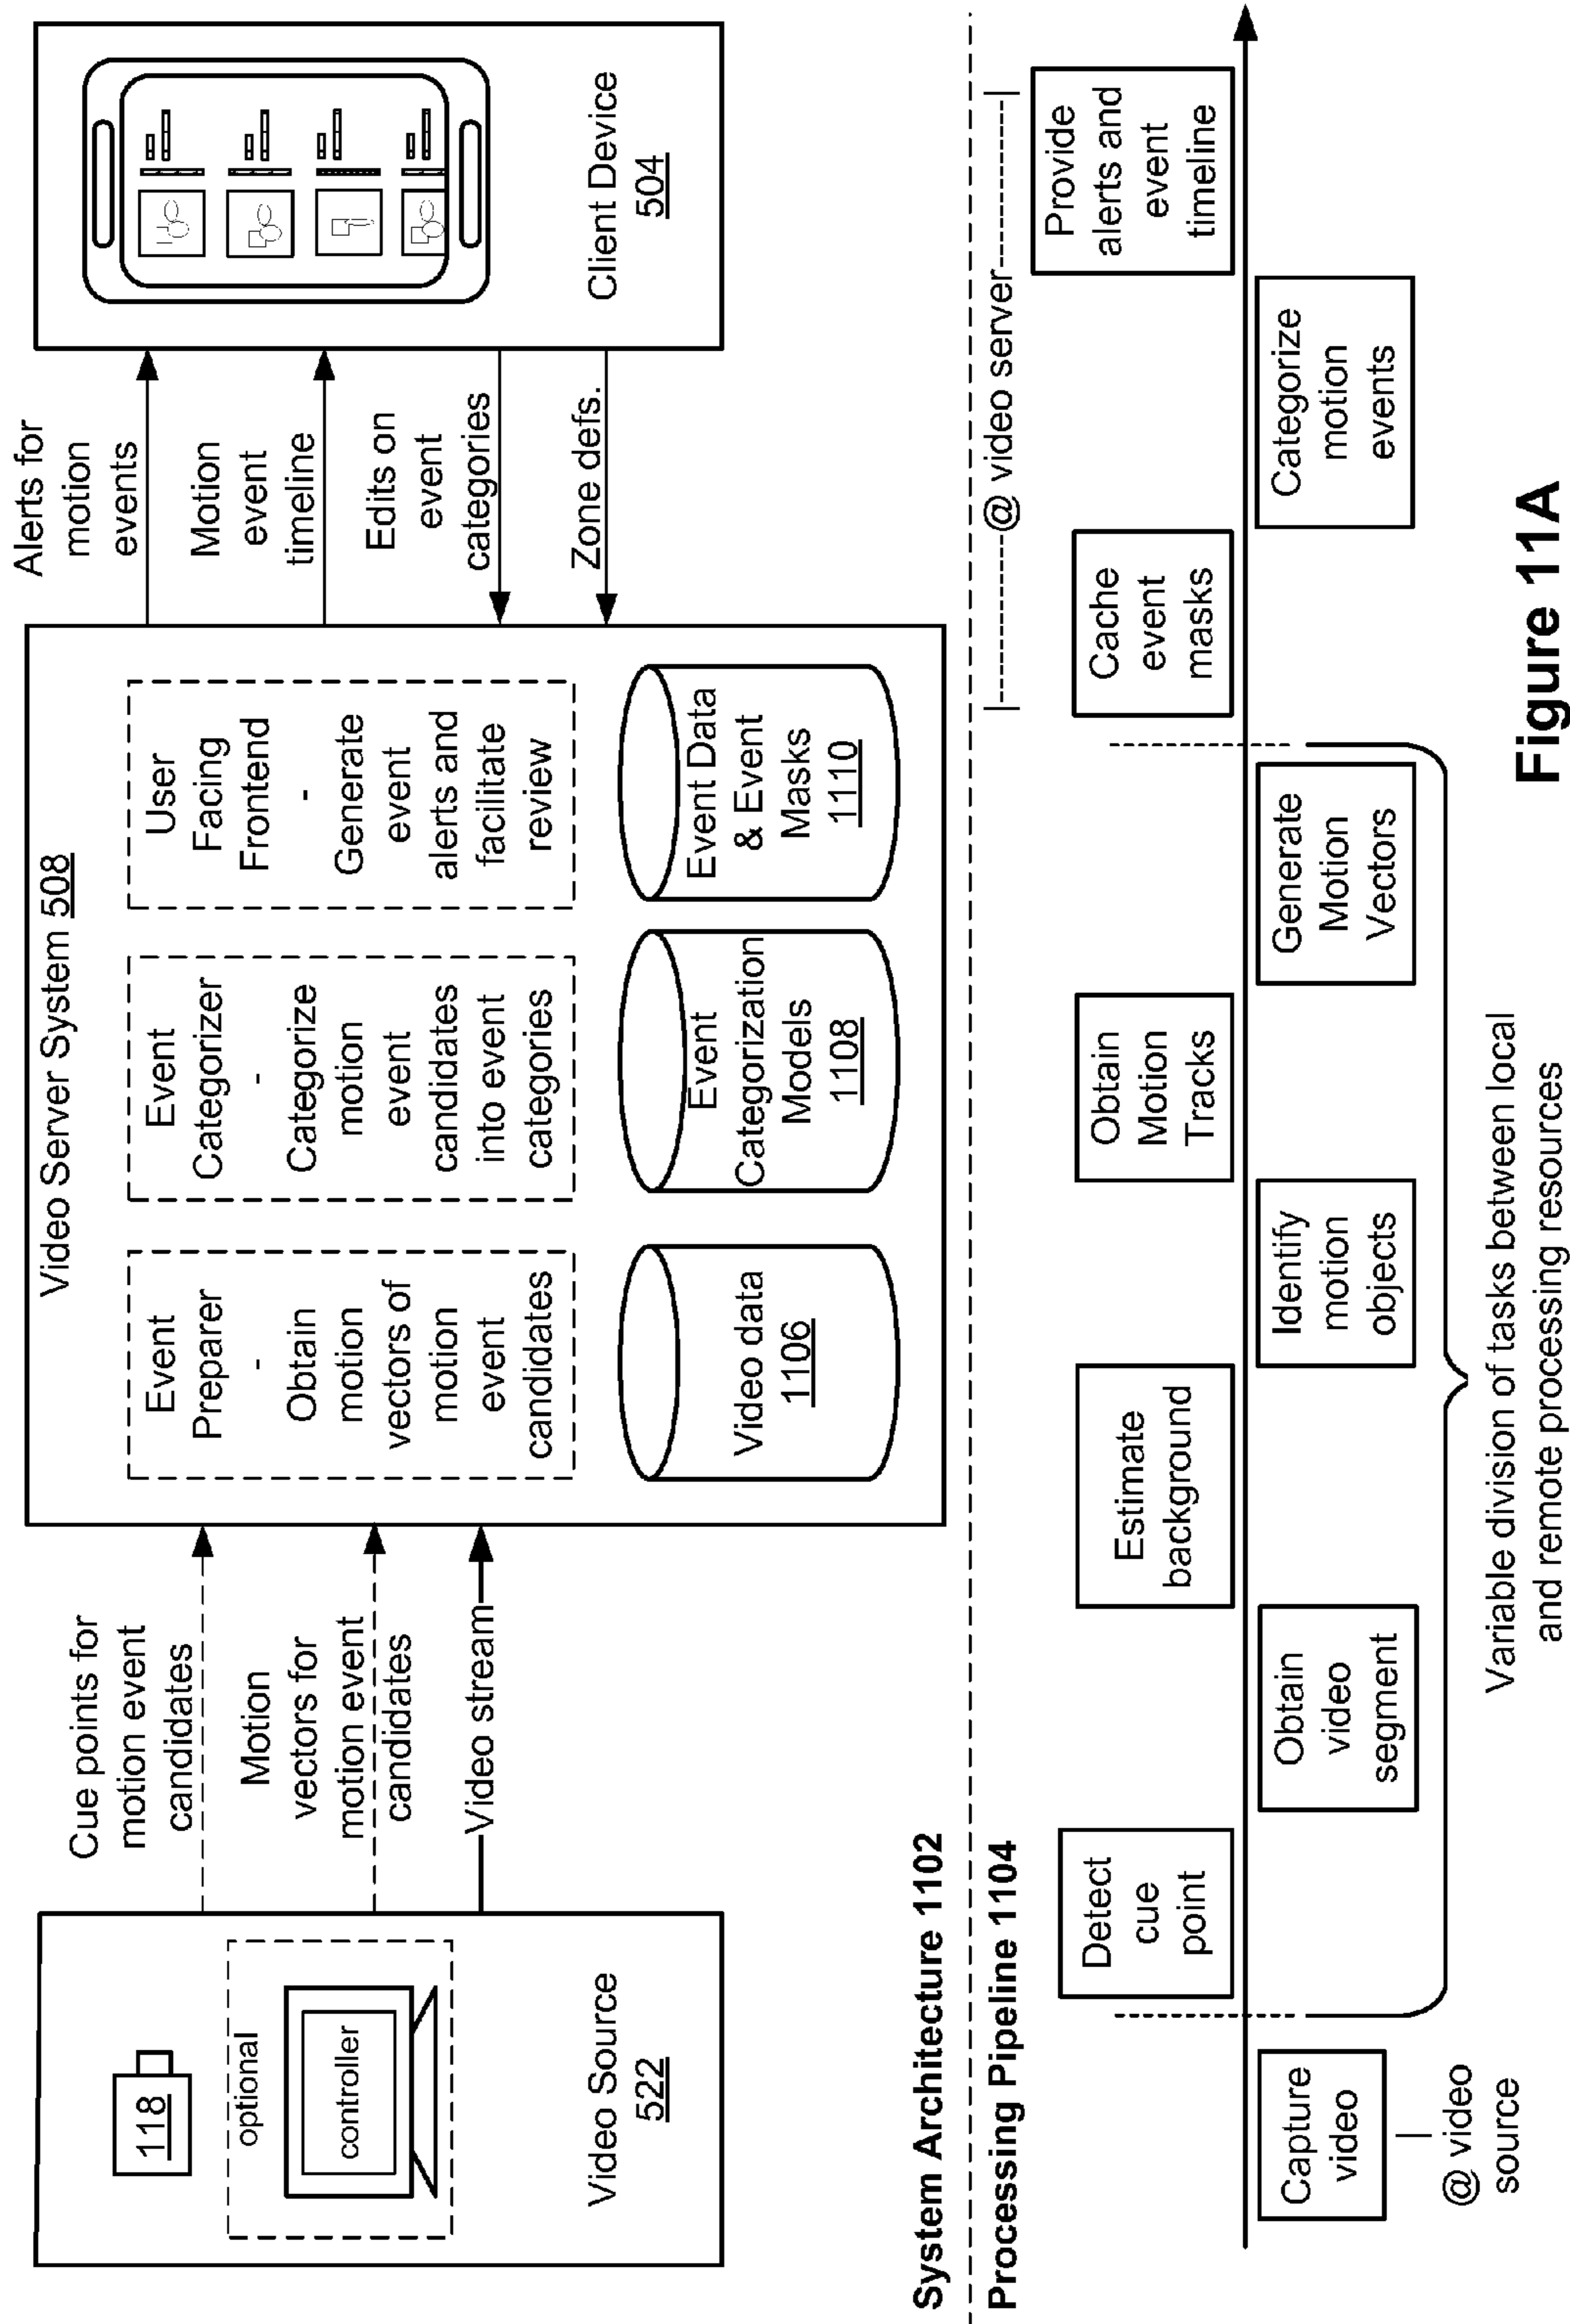 118
optional
controller
Video Source
522
Cue points for
motion event
candidates
Motion
vectors for
motion event
candidates
Video stream
Video Server System 508
Event
Preparer
-
Obtain
motion
vectors of
motion
event
candidates
Event
Categorizer
-
Categorize
motion
event
candidates
into event
categories
User
Facing
Frontend
-
Generate
event
alerts and
facilitate
review
Video data
1106
Event
Categorization
Models
1108
Event Data
& Event
Masks
1110
Alerts for
motion
events
Motion
event
timeline
Edits on
event
categories
Zone defs.
Client Device
504
System Architecture 1102
Processing Pipeline 1104
@ video server
Capture
video
@ video
source
Detect
cue
point
Obtain
video
segment
Estimate
background
Identify
motion
objects
Obtain
Motion
Tracks
Generate
Motion
Vectors
Cache
event
masks
Categorize
motion
events
Provide
alerts and
event
timeline
Variable division of tasks between local
and remote processing resources
Figure 11A